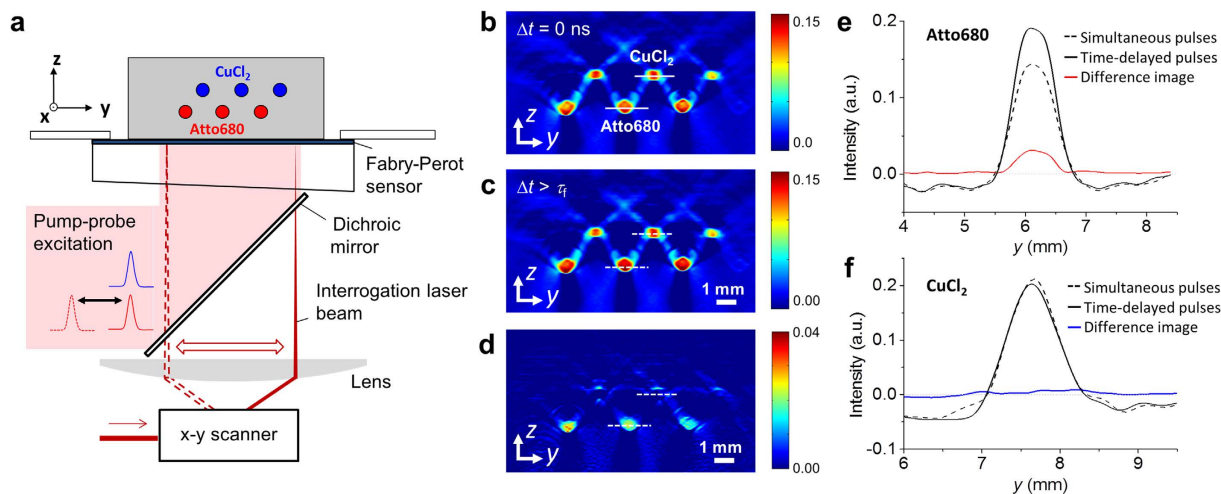 a
z
y
x
CuCl2
Atto680
Fabry-Perot
sensor
Dichroic
mirror
Pump-probe
excitation
Interrogation laser
beam
Lens
x-y scanner
b
Δt = 0 ns
CuCl2
Atto680
z
y
0.15
0.0
c
Δt > τf
z
y
1 mm
0.15
0.00
d
z
y
1 mm
0.04
0.00
e
Atto680
Simultaneous pulses
Time-delayed pulses
Difference image
Intensity (a.u.)
0.2
0.1
0.0
4 5 6 7 8
y (mm)
f
CuCl2
Simultaneous pulses
Time-delayed pulses
Difference image
Intensity (a.u.)
0.2
0.1
0.0
-0.1
6 7 8 9
y (mm)